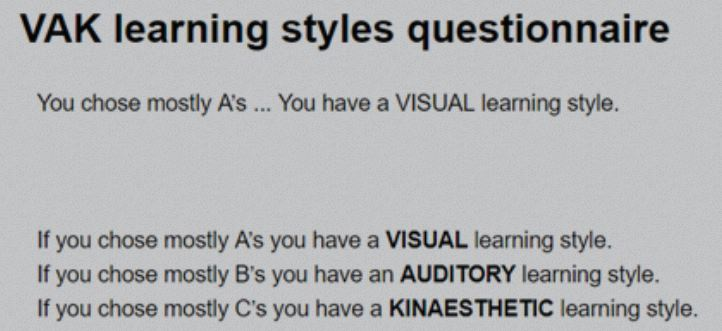 VAK learning styles questionnaire
You chose mostly A's ... You have a VISUAL learning style.
If you chose mostly A's you have a VISUAL learning style.
If you chose mostly B's you have an AUDITORY learning style.
If you chose mostly C's you have a KINAESTHETIC learning style.